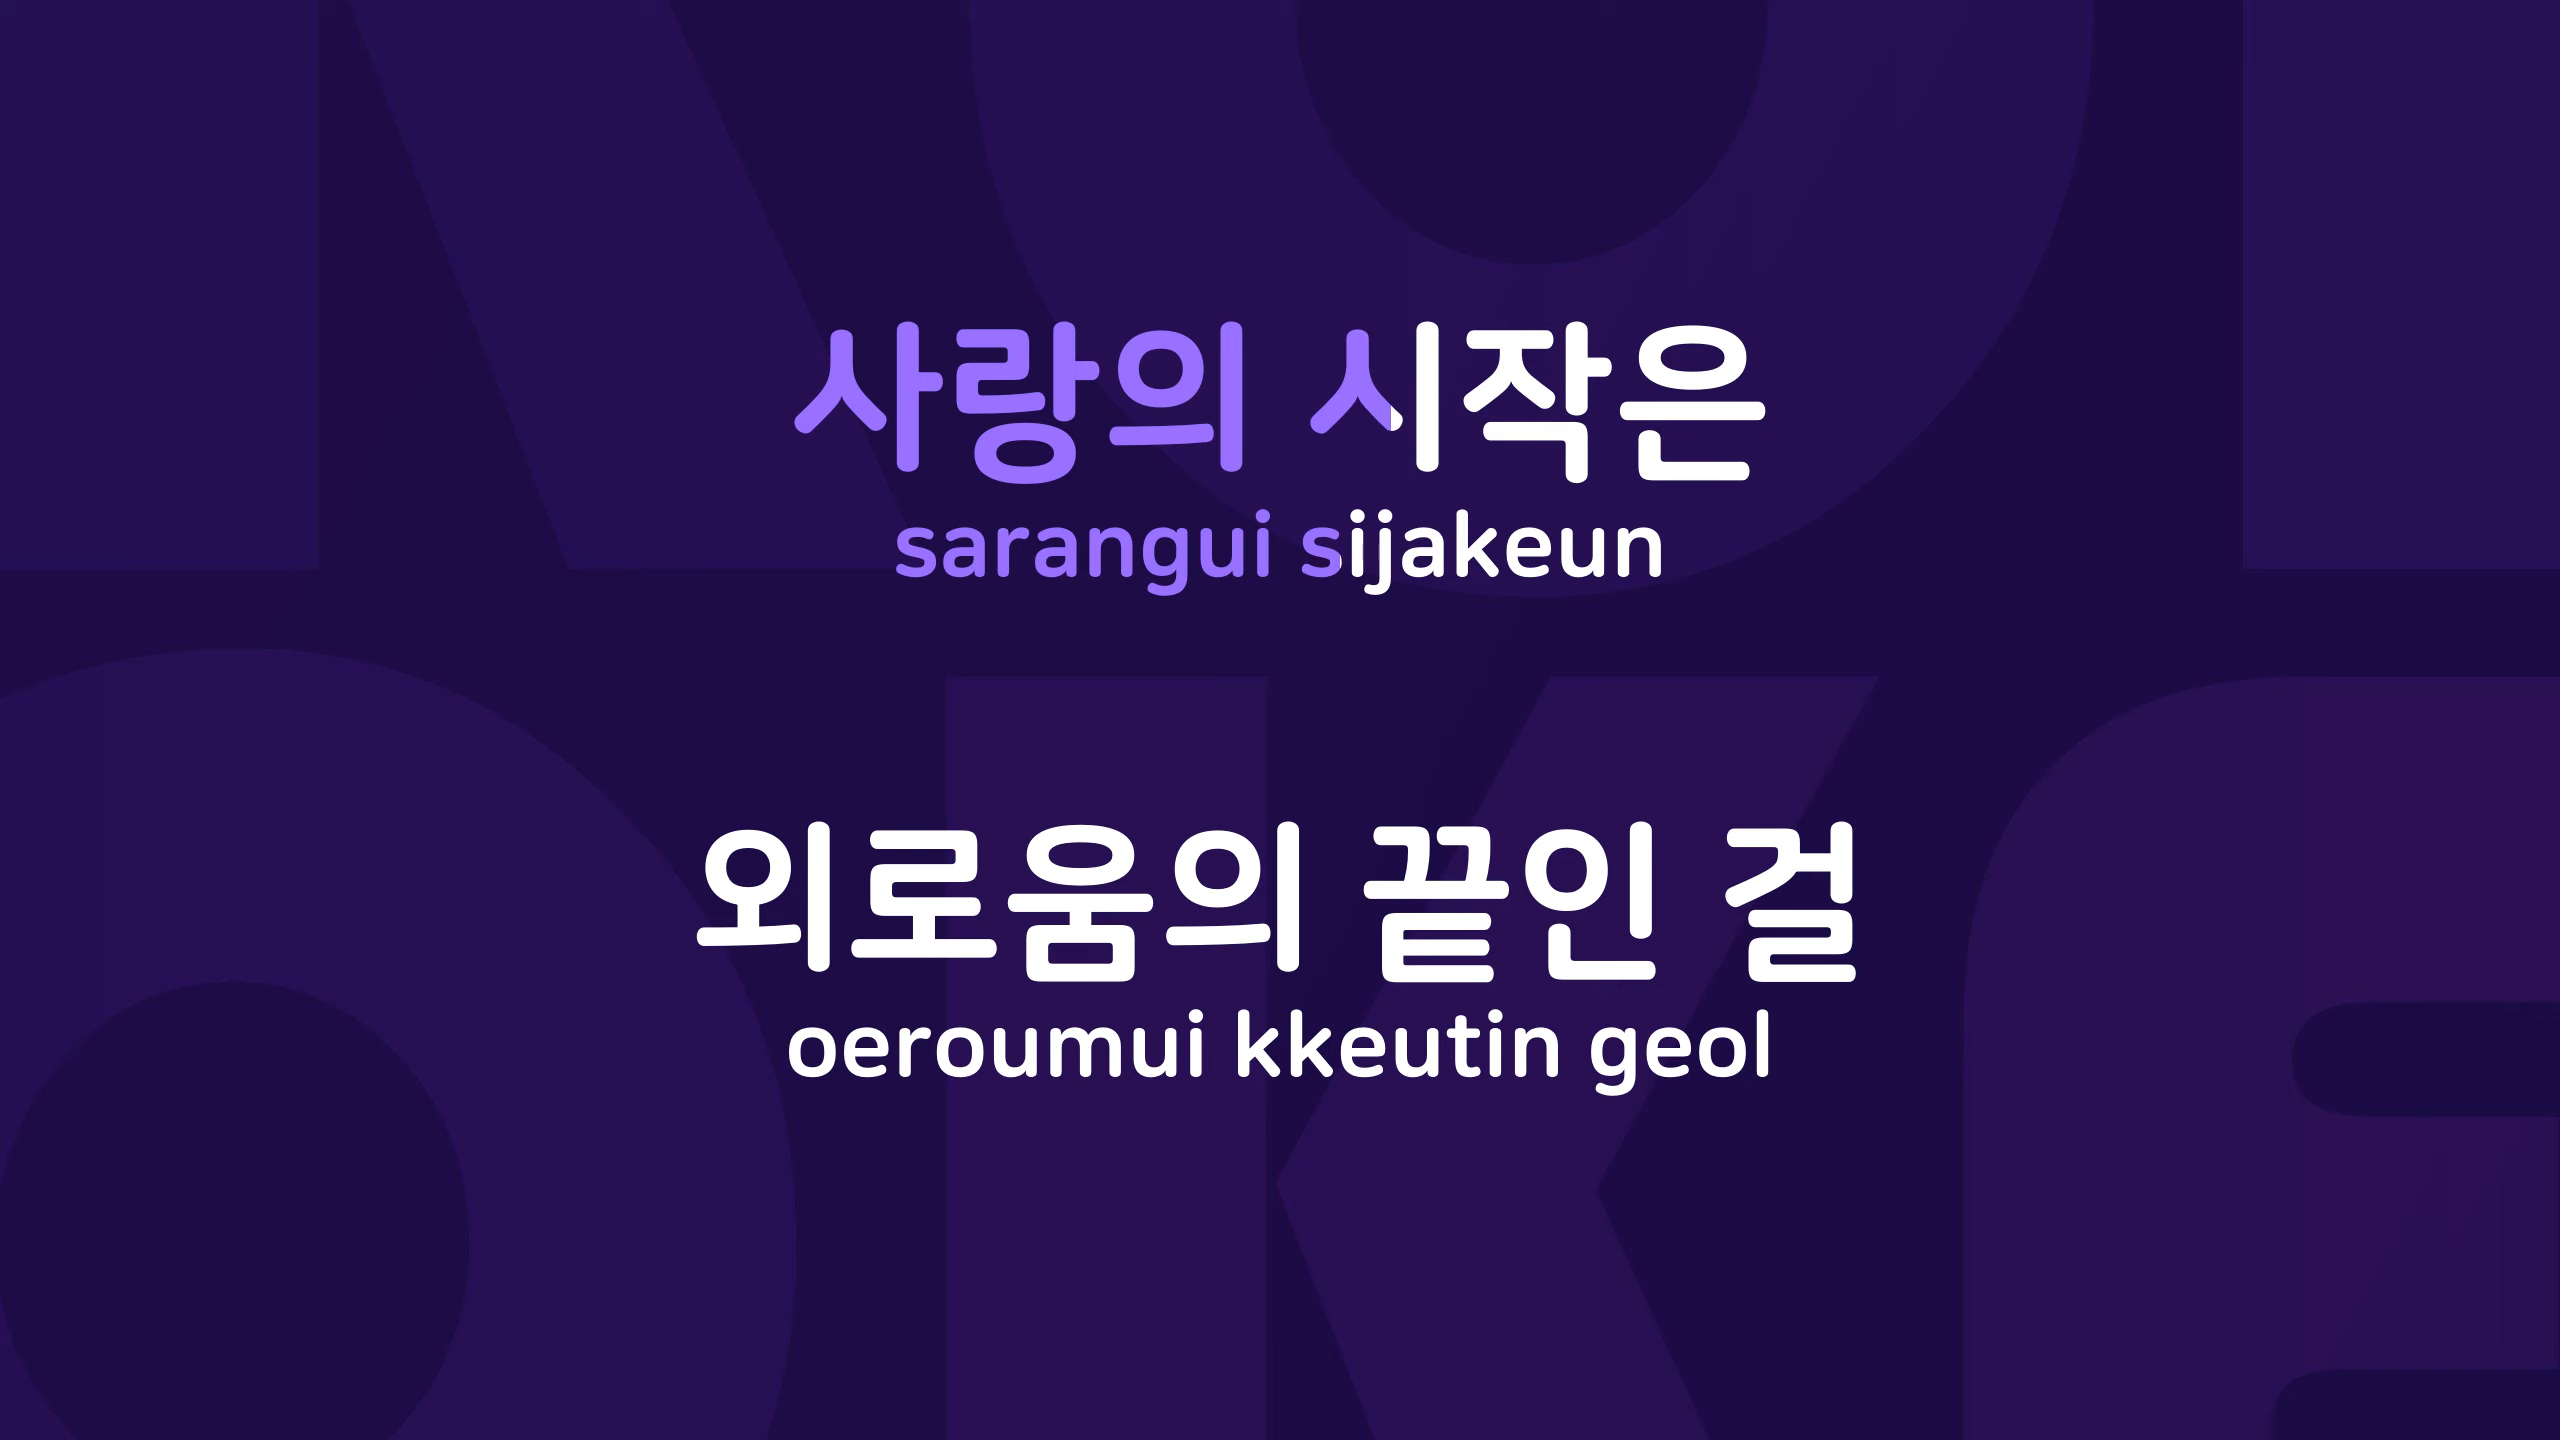 사랑의 시작은
sarangui sijakeun
외로움의 끝인 걸
oeroumui kkeutin geol